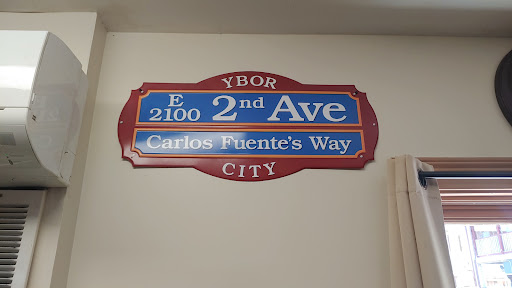 YBOR
E
2100 2nd Ave
Carlos Fuente's Way
CITY